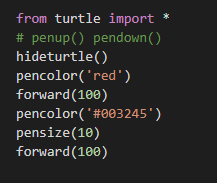 from turtle import *
# penup() pendown()
hideturtle()
pencolor('red')
forward(100)
pencolor('#003245')
pensize(10)
forward(100)